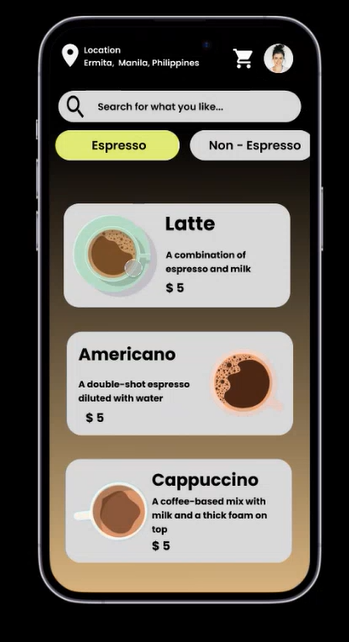 Location
Ermita, Manila, Philippines
Search for what you like...
Espresso
Non - Espresso
Latte
A combination of
espresso and milk
$ 5
Americano
A double-shot espresso
diluted with water
$ 5
Cappuccino
A coffee-based mix with
milk and a thick foam on
top
$ 5